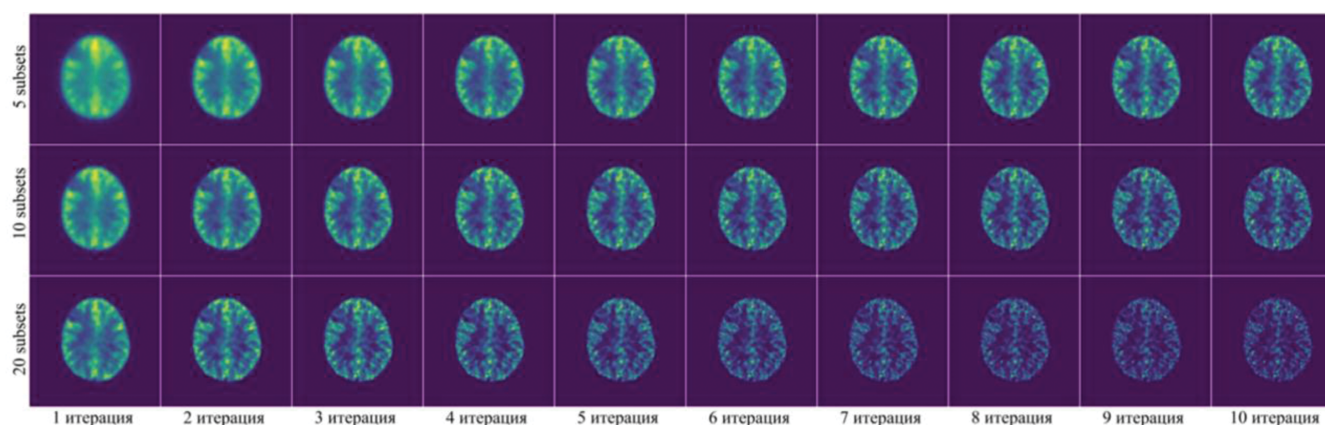 5 subsets
10 subsets
20 subsets
1 итерация 2 итерация 3 итерация 4 итерация 5 итерация 6 итерация 7 итерация 8 итерация 9 итерация 10 итерация